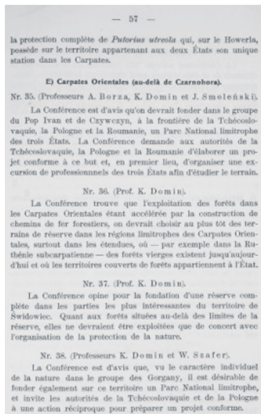 — 57 —
la protection complète de Putorius utreola qui, sur le Howerla,
possède sur le territoire appartenant aux deux États son unique
station dans les Carpates.
E) Carpates Orientales (au-delà de Czarnohora).
Nr. 35. (Professeurs A. Borza, K. Domin et J. Smoleński).
La Conférence est d'avis qu'on devrait fonder dans le groupe
du Pop Ivan et de Czywczyn, à la frontière de la Tchécoslo-
vaquie, la Pologne et la Roumanie, un Parc National limitrophe
des trois États. La Conférence demande aux autorités de la
Tchécoslovaquie, la Pologne et la Roumanie d'élaborer un pro-
jet conforme à ce but et, en premier lieu, d'organiser une ex-
cursion de professionnels des trois États afin d'étudier le terrain.
Nr. 36. (Prof. K. Domin).
La Conférence trouve que l'exploitation des forêts dans
les Carpates Orientales étant accélérée par la construction de
chemins de fer forestiers, on devrait choisir au plus tôt des ter-
rains de réserve dans les régions limitrophes des Carpates Orien-
tales, surtout dans les étendues, où — par exemple dans la Ru-
thénie subcarpatienne — des forêts vierges existent jusqu'aujour-
d'hui et où les territoires couverts de forêts appartiennent à l'État.
Nr. 37. (Prof. K. Domin).
La Conférence opine pour la fondation d'une réserve com-
plète dans les parties les plus intéressantes du territoire de
Świdowiec. Quant aux forêts situées au-delà des limites de la
réserve, elles ne devraient être exploitées que de concert avec
l'organisation de la protection de la nature.
Nr. 38. (Professeurs K. Domin et W. Szafer).
La Conférence est d'avis que, vu le caractère individuel
de la nature dans le groupe des Gorgany, il est désirable de
fonder également sur ce territoire un Parc National limitrophe,
et invite les autorités de la Tchécoslovaquie et de la Pologne
à une action réciproque pour préparer un projet conforme.